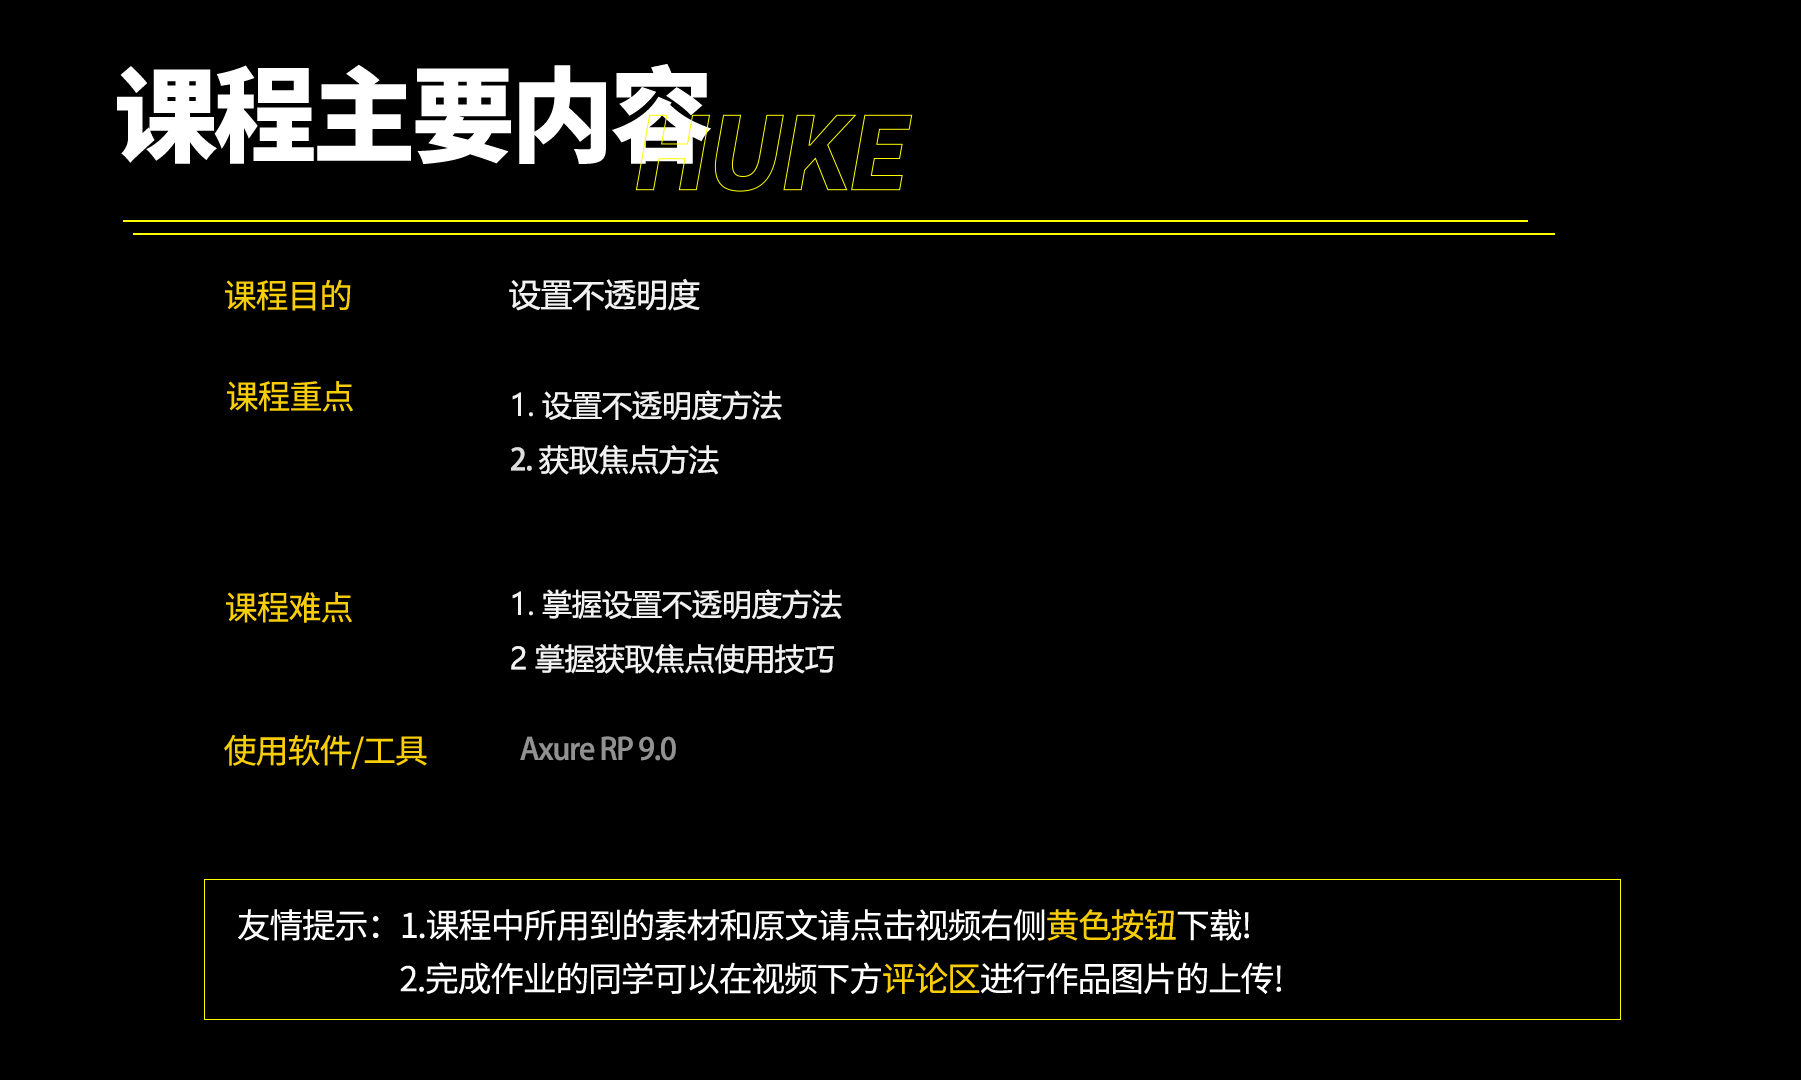 课程主要内容
HUKE
课程目的 设置不透明度
课程重点 1. 设置不透明度方法
2. 获取焦点方法
课程难点 1. 掌握设置不透明度方法
2 掌握获取焦点使用技巧
使用软件/工具 Axure RP 9.0
友情提示：1.课程中所用到的素材和原文请点击视频右侧黄色按钮下载!
2.完成作业的同学可以在视频下方评论区进行作品图片的上传!